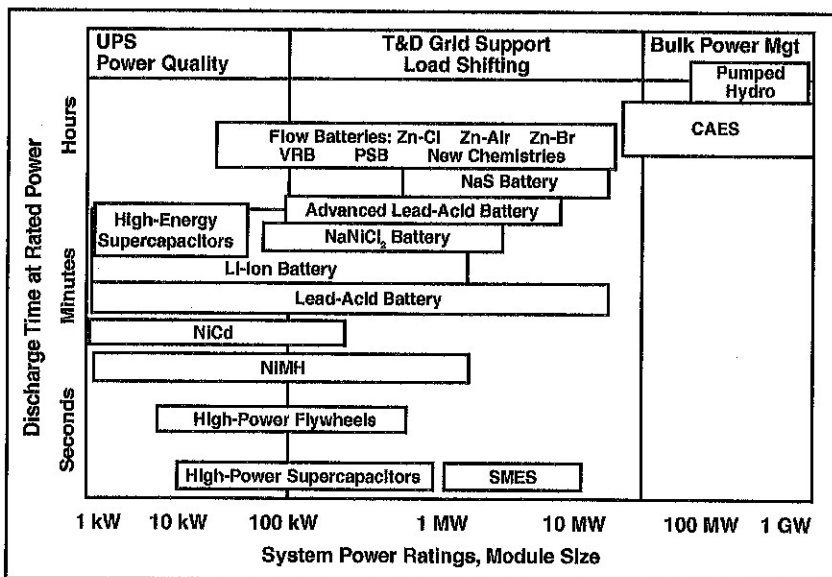 UPS
Power Quality
T&D Grid Support
Load Shifting
Bulk Power Mgt
Pumped
Hydro
CAES
Flow Batteries: Zn-Cl Zn-Air Zn-Br
VRB PSB New Chemistries
NaS Battery
High-Energy
Supercapacitors
Advanced Lead-Acid Battery
NaNiCl₂ Battery
Li-Ion Battery
Lead-Acid Battery
NiCd
NiMH
High-Power Flywheels
High-Power Supercapacitors
SMES
Discharge Time at Rated Power
Hours
Minutes
Seconds
1 kW 10 kW 100 kW 1 MW 10 MW 100 MW 1 GW
System Power Ratings, Module Size